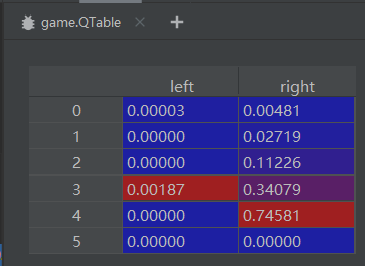 game.QTable
left right
0 0.00003 0.00481
1 0.00000 0.02719
2 0.00000 0.11226
3 0.00187 0.34079
4 0.00000 0.74581
5 0.00000 0.00000